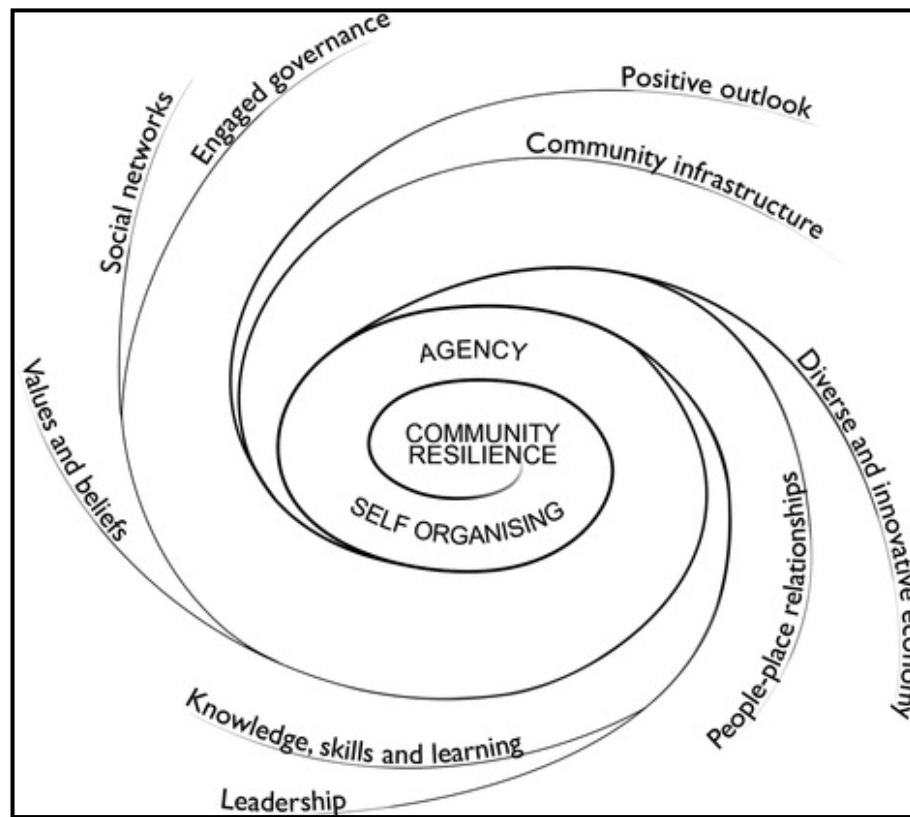 Social networks
Engaged governance
Positive outlook
Community infrastructure
AGENCY
COMMUNITY
RESILIENCE
SELF ORGANISING
Values and beliefs
Diverse and innovative economy
People-place relationships
Knowledge, skills and learning
Leadership